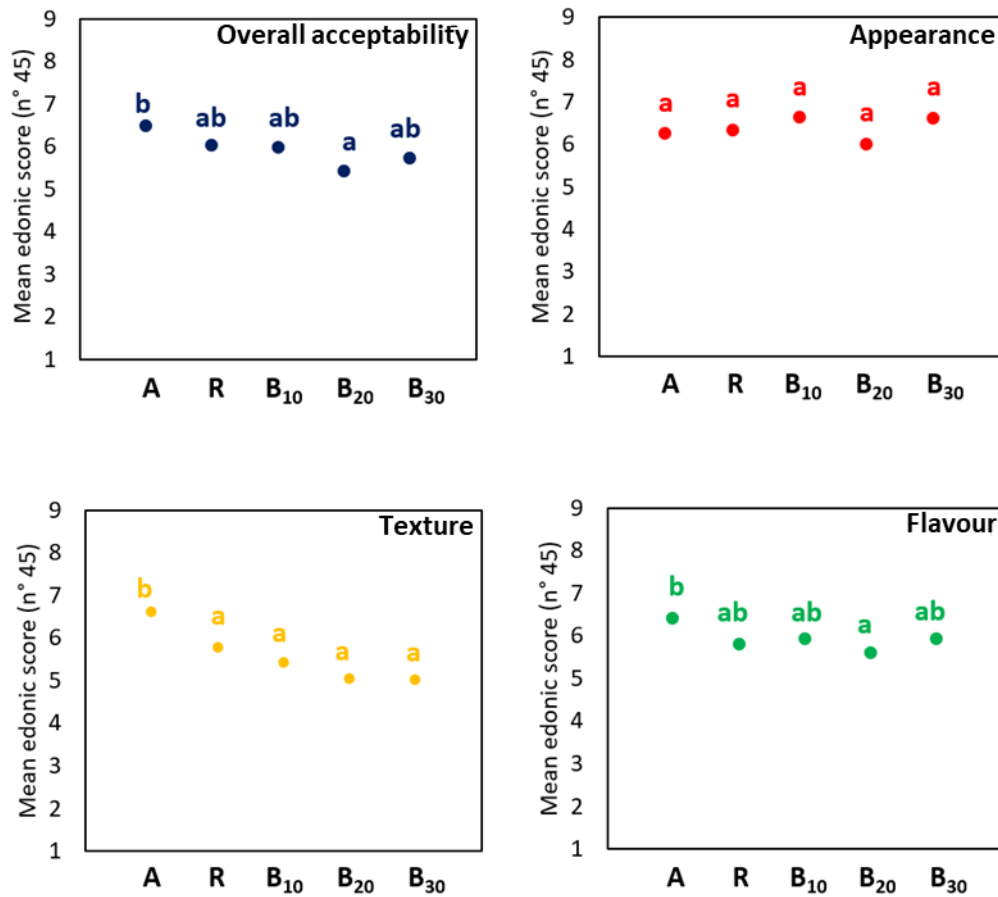 Overall acceptability
Mean edonic score (n° 45)
9
8
7
6
5
4
3
2
1
b ab ab a ab
A R B10 B20 B30
Appearance
Mean edonic score (n° 45)
9
8
7
6
5
4
3
2
1
a a a a a
A R B10 B20 B30
Texture
Mean edonic score (n° 45)
9
8
7
6
5
4
3
2
1
b a a a a
A R B10 B20 B30
Flavour
Mean edonic score (n° 45)
9
8
7
6
5
4
3
2
1
b ab ab a ab
A R B10 B20 B30